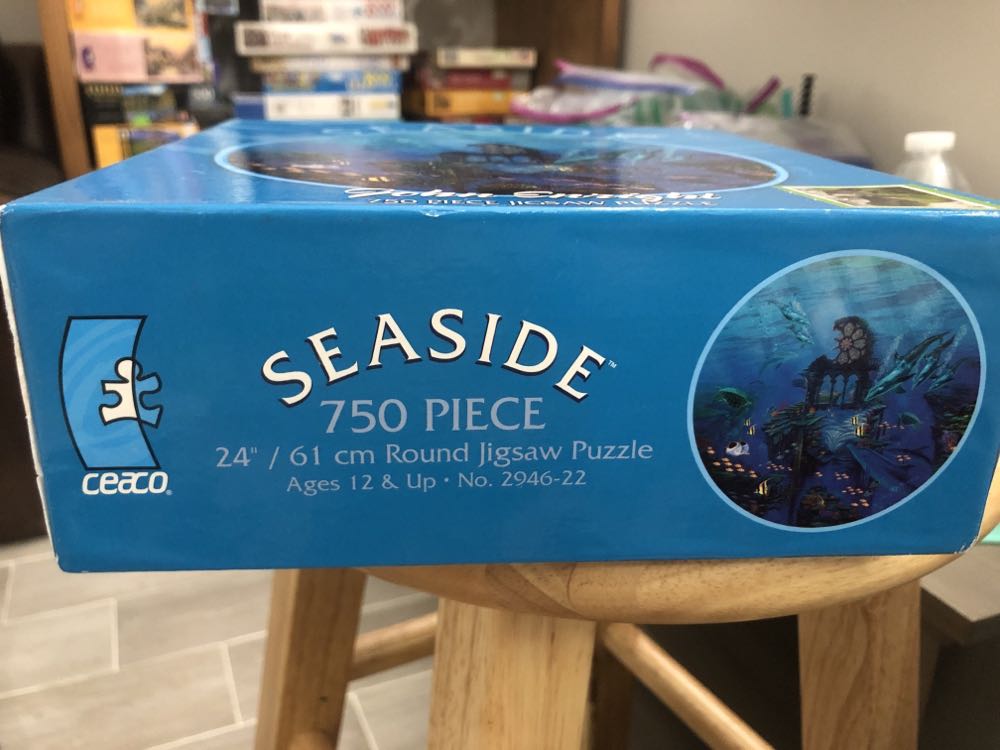 750 PIECE JIGSAW PUZZLE
SEASIDE™
750 PIECE
24" / 61 cm Round Jigsaw Puzzle
Ages 12 & Up • No. 2946-22
ceaco®